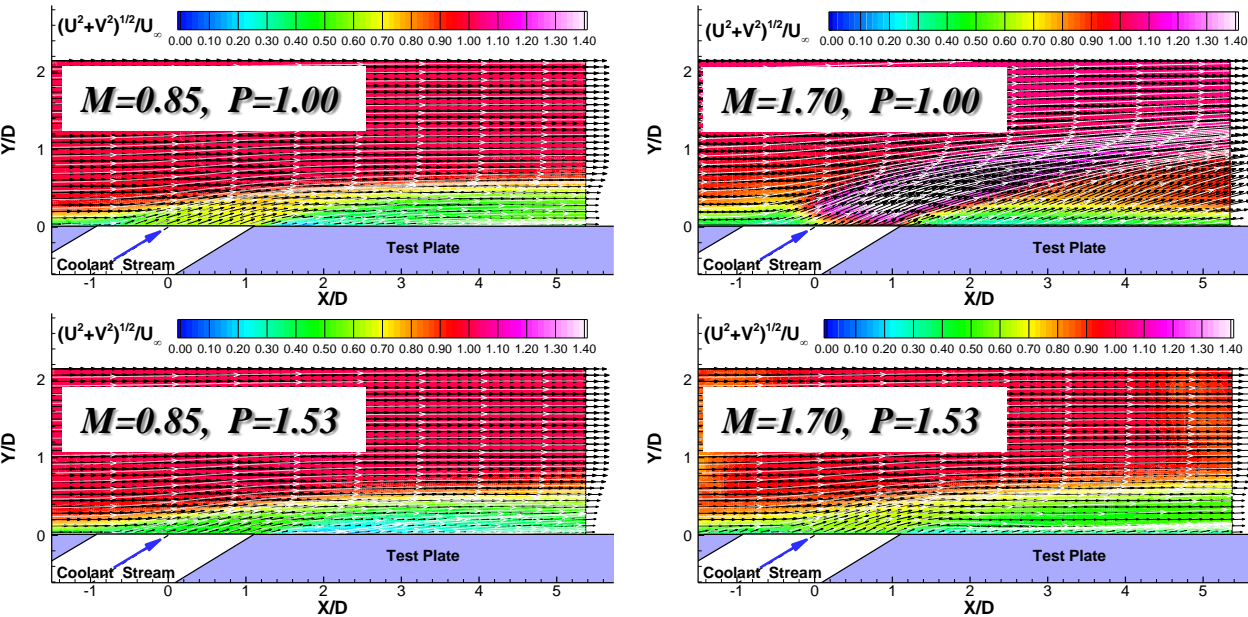 (U²+V²)^1/2/U∞
0.00 0.10 0.20 0.30 0.40 0.50 0.60 0.70 0.80 0.90 1.00 1.10 1.20 1.30 1.40
M=0.85, P=1.00
Y/D
2
1
0
Test Plate
Coolant Stream
-1 0 1 2 3 4 5
X/D
(U²+V²)^1/2/U∞
0.00 0.10 0.20 0.30 0.40 0.50 0.60 0.70 0.80 0.90 1.00 1.10 1.20 1.30 1.40
M=1.70, P=1.00
Y/D
2
1
0
Test Plate
Coolant Stream
-1 0 1 2 3 4 5
X/D
(U²+V²)^1/2/U∞
0.00 0.10 0.20 0.30 0.40 0.50 0.60 0.70 0.80 0.90 1.00 1.10 1.20 1.30 1.40
M=0.85, P=1.53
Y/D
2
1
0
Test Plate
Coolant Stream
-1 0 1 2 3 4 5
X/D
(U²+V²)^1/2/U∞
0.00 0.10 0.20 0.30 0.40 0.50 0.60 0.70 0.80 0.90 1.00 1.10 1.20 1.30 1.40
M=1.70, P=1.53
Y/D
2
1
0
Test Plate
Coolant Stream
-1 0 1 2 3 4 5
X/D